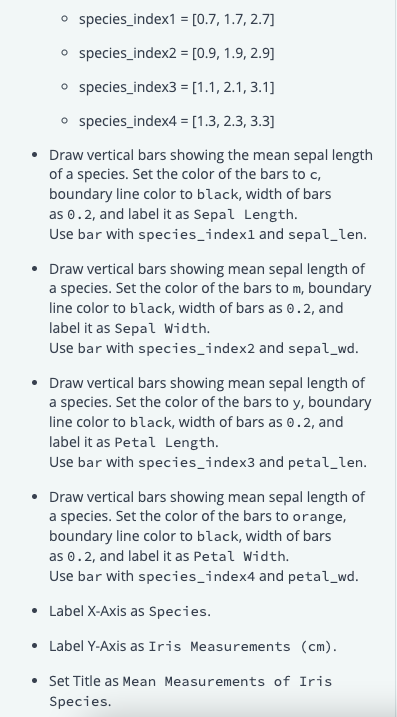 species_index1 = [0.7, 1.7, 2.7]
species_index2 = [0.9, 1.9, 2.9]
species_index3 = [1.1, 2.1, 3.1]
species_index4 = [1.3, 2.3, 3.3]
Draw vertical bars showing the mean sepal length
of a species. Set the color of the bars to c,
boundary line color to black, width of bars
as 0.2, and label it as Sepal Length.
Use bar with species_index1 and sepal_len.
Draw vertical bars showing mean sepal length of
a species. Set the color of the bars to m, boundary
line color to black, width of bars as 0.2, and
label it as Sepal Width.
Use bar with species_index2 and sepal_wd.
Draw vertical bars showing mean sepal length of
a species. Set the color of the bars to y, boundary
line color to black, width of bars as 0.2, and
label it as Petal Length.
Use bar with species_index3 and petal_len.
Draw vertical bars showing mean sepal length of
a species. Set the color of the bars to orange,
boundary line color to black, width of bars
as 0.2, and label it as Petal Width.
Use bar with species_index4 and petal_wd.
Label X-Axis as Species.
Label Y-Axis as Iris Measurements (cm).
Set Title as Mean Measurements of Iris
Species.